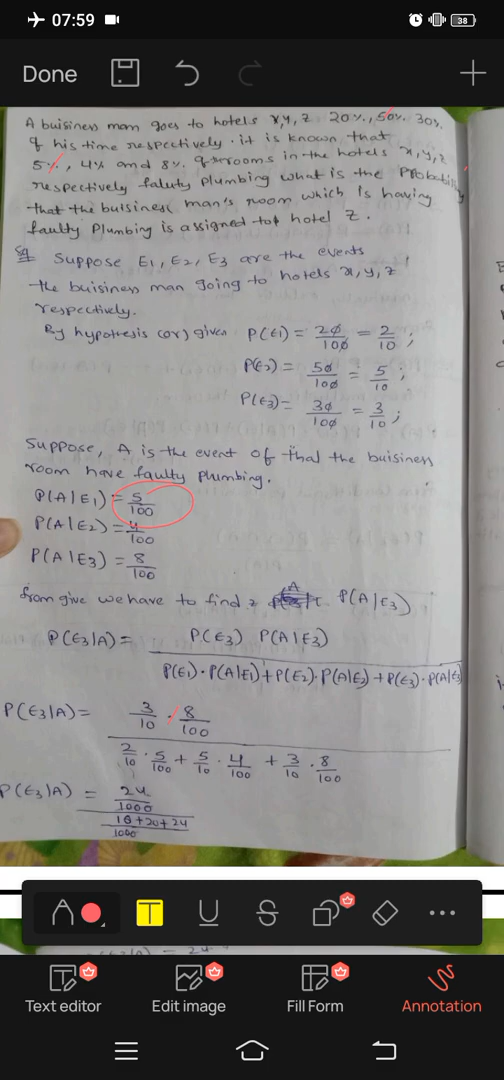 07:59
38
Done
A buisiness man goes to hotels x,y,z 20%, 50%, 30%
of his time respectively. it is known that
5%, 4% and 8% of rooms in the hotels x,y,z
respectively faluty plumbing what is the Probability
that the buisiness man's room which is having
faulty Plumbing is assigned to hotel Z.
Sol Suppose E1, E2, E3 are the events
the buisiness man going to hotels x,y,z
respectively.
By hypothesis (or) given P(E1) = 20/100 = 2/10 ;
P(E2) = 50/100 = 5/10 ;
P(E3) = 30/100 = 3/10 ;
Suppose, A is the event of that the buisiness
room have faulty plumbing.
P(A|E1) = 5/100
P(A|E2) = 4/100
P(A|E3) = 8/100
from give we have to find P(A|E3)
P(E3|A) = P(E3) P(A|E3) / P(E1)·P(A|E1)+P(E2)·P(A|E2)+P(E3)·P(A|E3)
P(E3|A) = 3/10 · 8/100 / 2/10 · 5/100 + 5/10 · 4/100 + 3/10 · 8/100
P(E3|A) = 24/1000 / 10+20+24/1000
Text editor
Edit image
Fill Form
Annotation